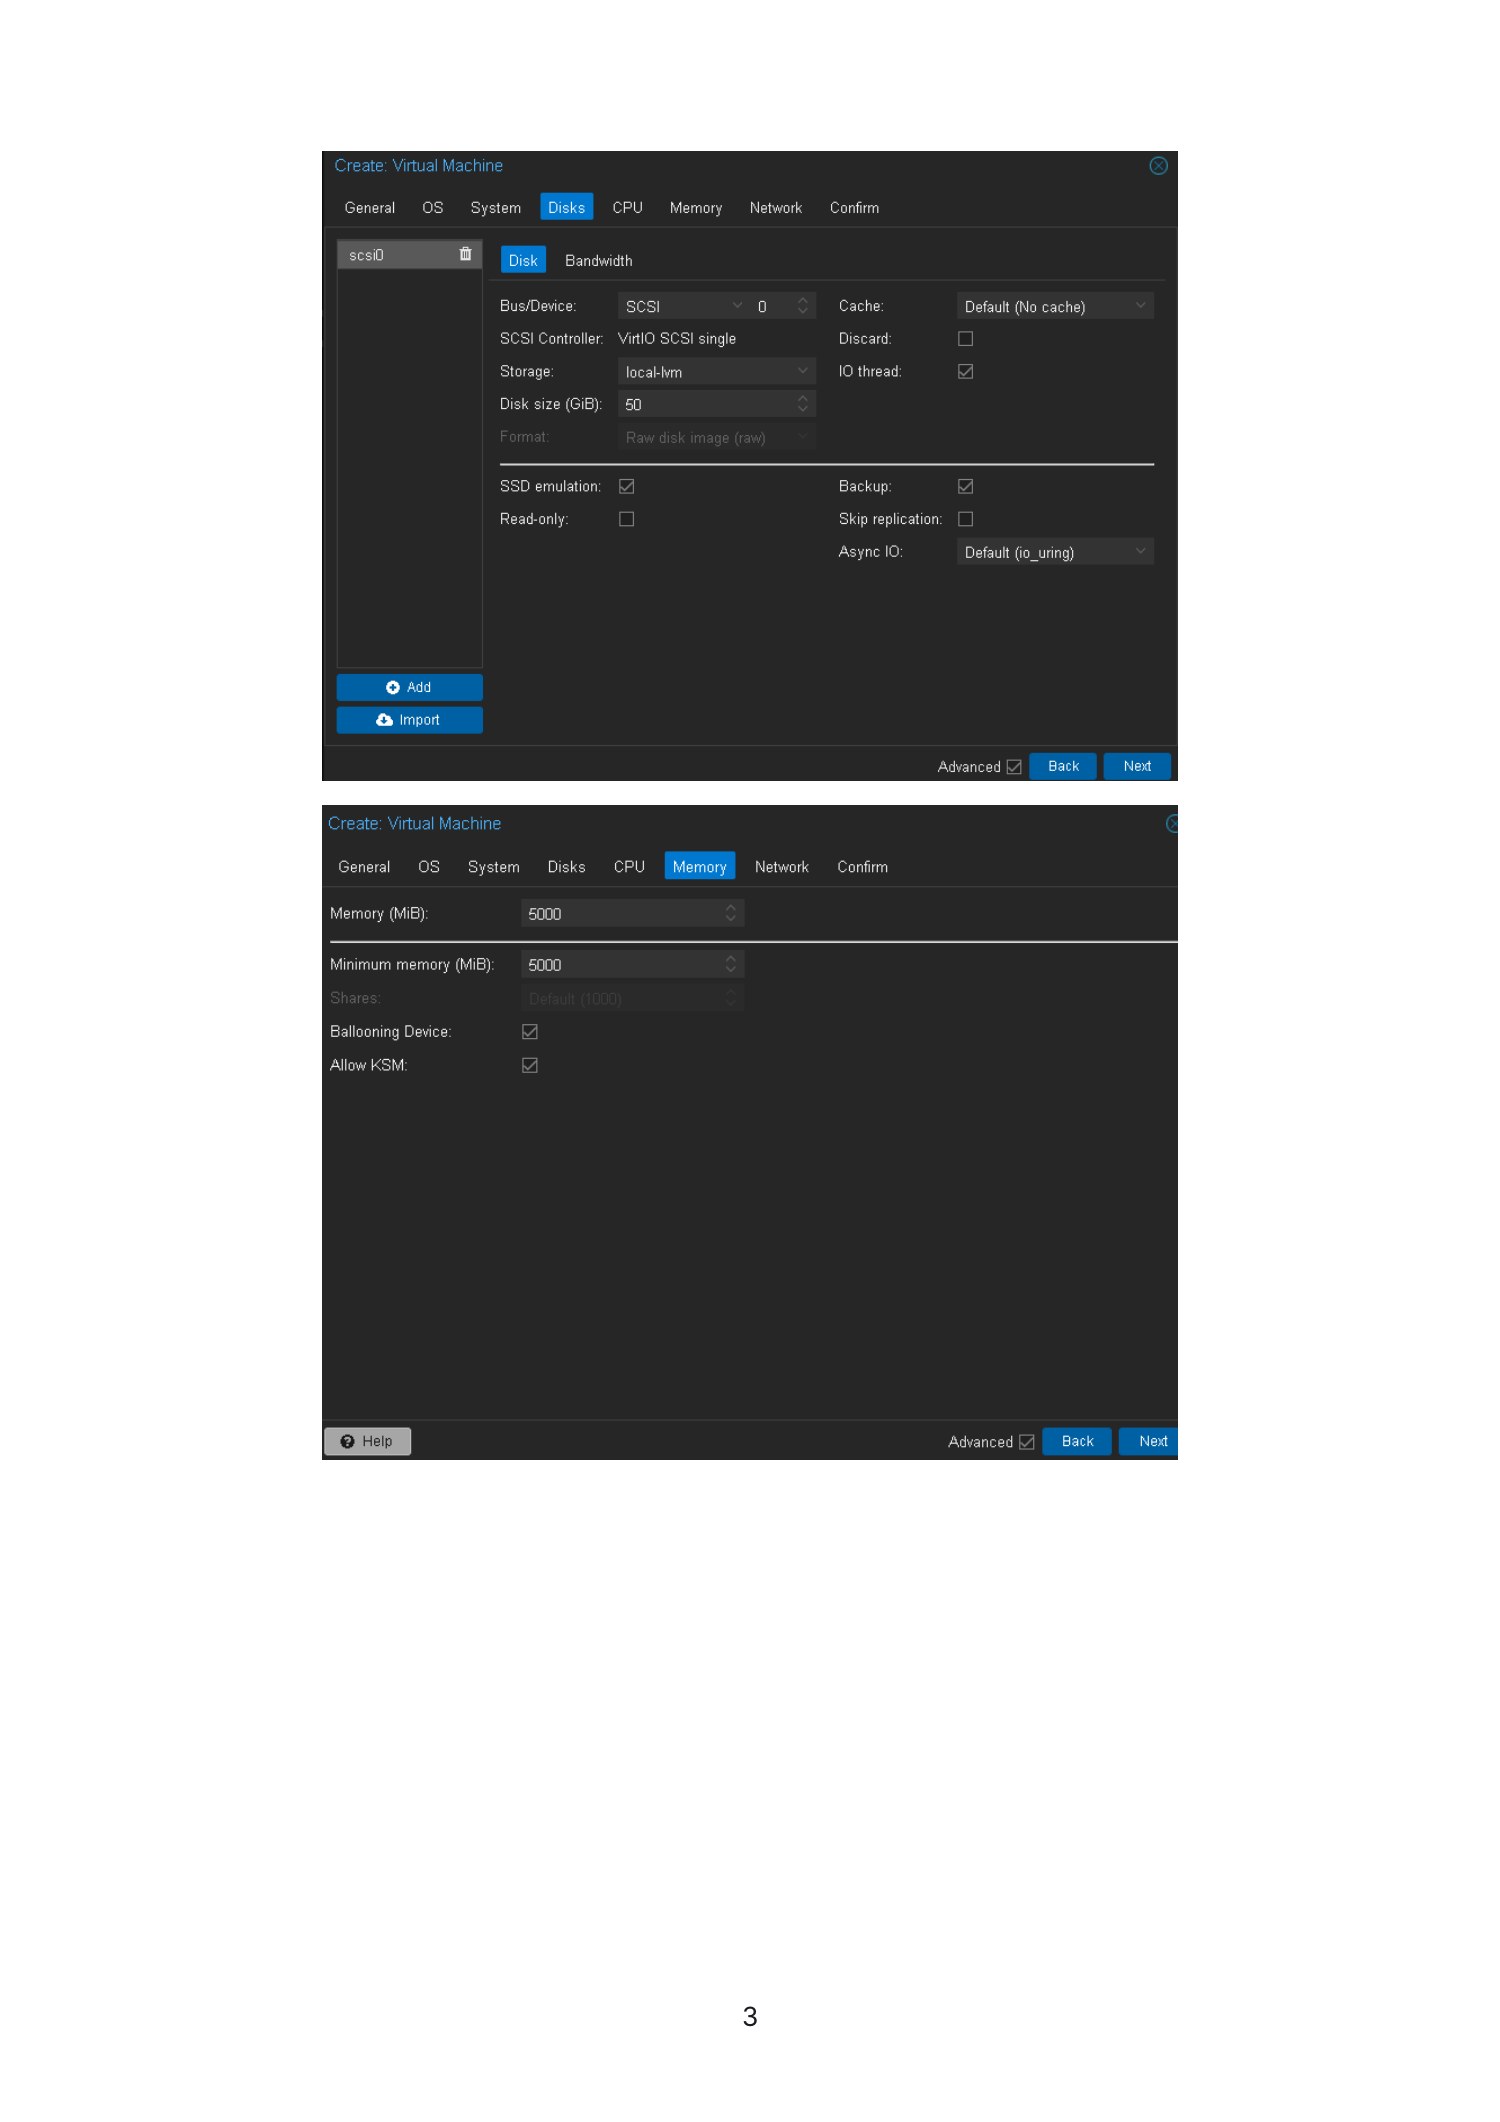 Create: Virtual Machine
General OS System Disks CPU Memory Network Confirm
scsi0
Disk Bandwidth
Bus/Device: SCSI 0 Cache: Default (No cache)
SCSI Controller: VirtIO SCSI single Discard:
Storage: local-lvm IO thread:
Disk size (GiB): 50
Format: Raw disk image (raw)
SSD emulation: Backup:
Read-only: Skip replication:
Async IO: Default (io_uring)
Add
Import
Advanced Back Next
Create: Virtual Machine
General OS System Disks CPU Memory Network Confirm
Memory (MiB): 5000
Minimum memory (MiB): 5000
Shares: Default (1000)
Ballooning Device:
Allow KSM:
Help Advanced Back Next
3